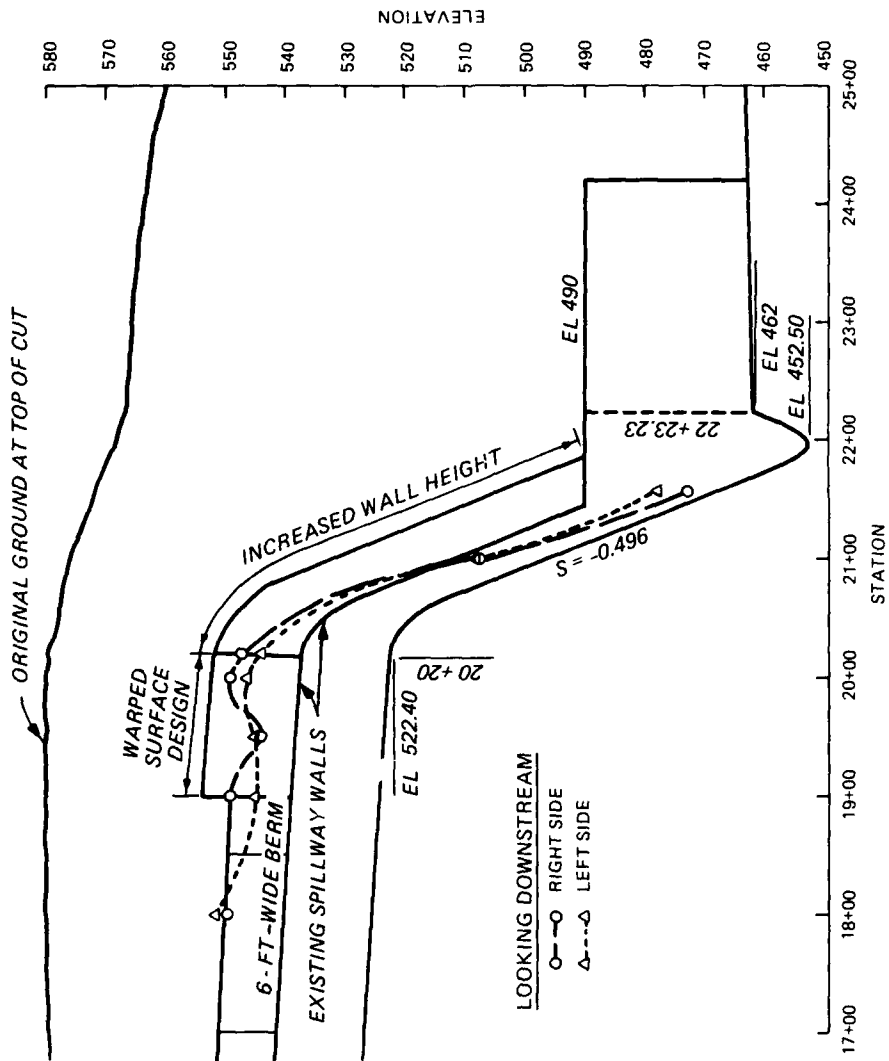 ORIGINAL GROUND AT TOP OF CUT
WARPED
SURFACE
DESIGN
INCREASED WALL HEIGHT
6-FT-WIDE BERM
EXISTING SPILLWAY WALLS
EL 522.40
20+20
S = -0.496
EL 490
22+23.23
EL 462
EL 452.50
LOOKING DOWNSTREAM
RIGHT SIDE
LEFT SIDE
ELEVATION
580
570
560
550
540
530
520
510
500
490
480
470
460
450
17+00
18+00
19+00
20+00
21+00
22+00
23+00
24+00
25+00
STATION